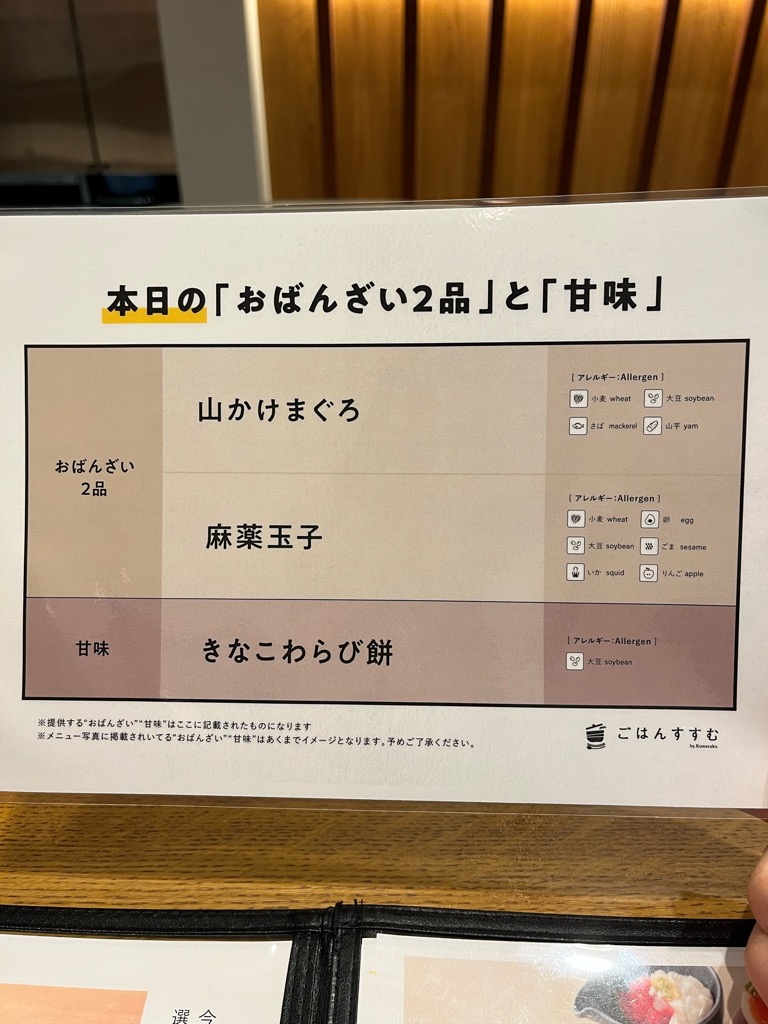 本日の「おばんざい2品」と「甘味」
おばんざい
2品
山かけまぐろ
[ アレルギー:Allergen ]
小麦 wheat 大豆 soybean
さば mackerel 山芋 yam
麻薬玉子
[ アレルギー:Allergen ]
小麦 wheat 卵 egg
大豆 soybean ごま sesame
いか squid りんご apple
甘味
きなこわらび餅
[ アレルギー:Allergen ]
大豆 soybean
※提供する“おばんざい”“甘味”はここに記載されたものになります
※メニュー写真に掲載されいてる“おばんざい”“甘味”はあくまでイメージとなります。予めご了承ください。
ごはんすすむ
by.Komeraku
今
選